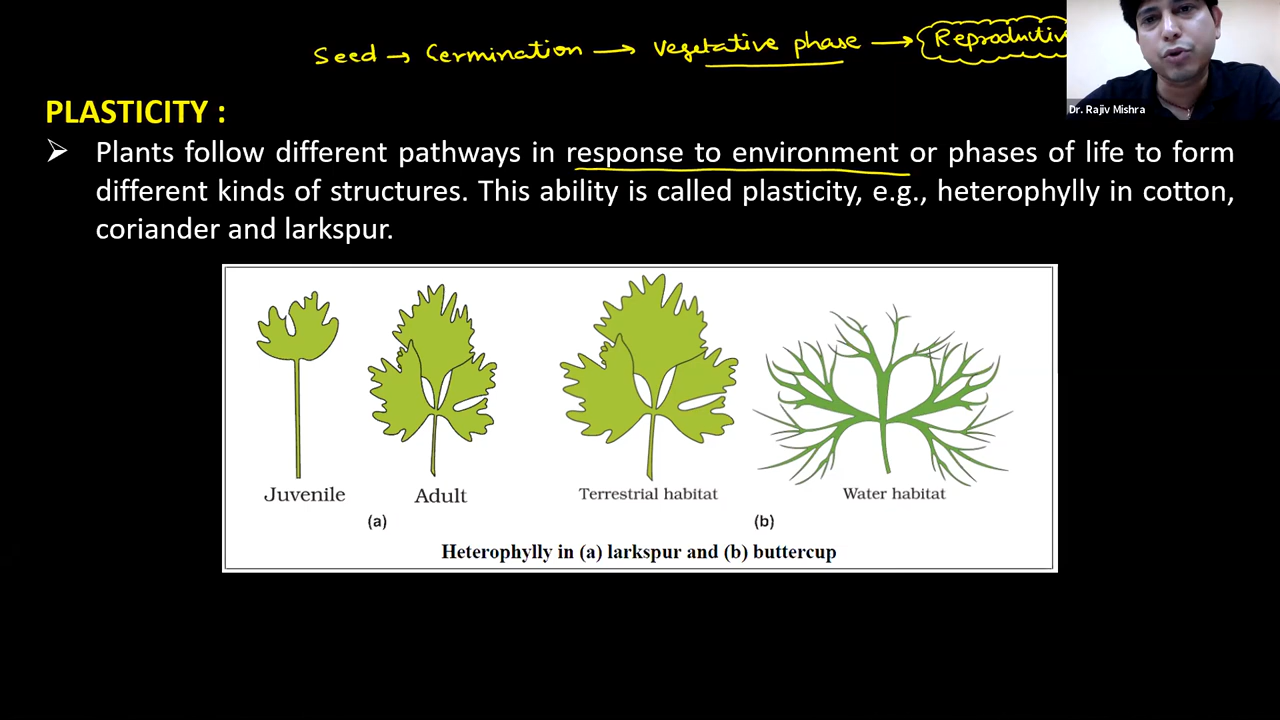 Seed → Germination → Vegetative phase → Reproductiv
Dr. Rajiv Mishra
PLASTICITY :
➢ Plants follow different pathways in response to environment or phases of life to form
different kinds of structures. This ability is called plasticity, e.g., heterophylly in cotton,
coriander and larkspur.
Juvenile Adult Terrestrial habitat Water habitat
(a) (b)
Heterophylly in (a) larkspur and (b) buttercup